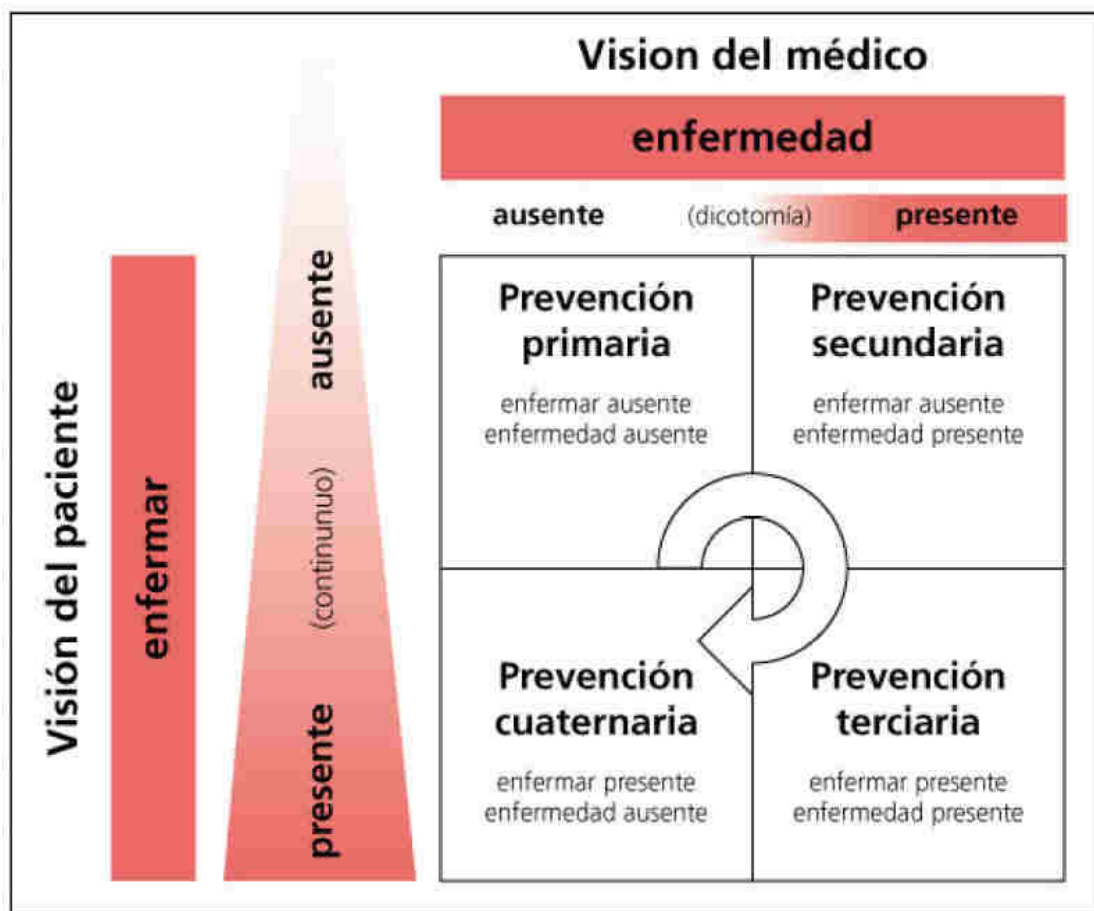 Vision del médico
enfermedad
ausente (dicotomía) presente
Visión del paciente
enfermar
ausente
(continunuo)
presente
Prevención
primaria
enfermar ausente
enfermedad ausente
Prevención
secundaria
enfermar ausente
enfermedad presente
Prevención
cuaternaria
enfermar presente
enfermedad ausente
Prevención
terciaria
enfermar presente
enfermedad presente